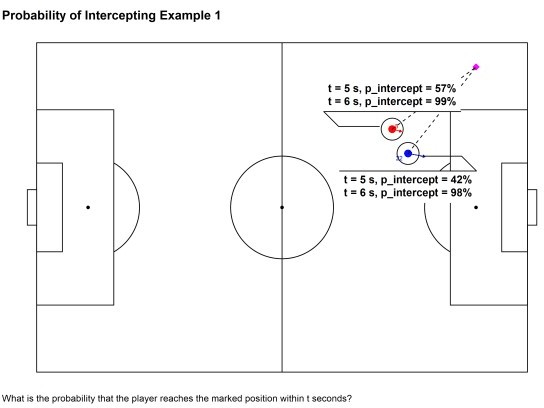 Probability of Intercepting Example 1
t = 5 s, p_intercept = 57%
t = 6 s, p_intercept = 99%
t = 5 s, p_intercept = 42%
t = 6 s, p_intercept = 98%
What is the probability that the player reaches the marked position within t seconds?